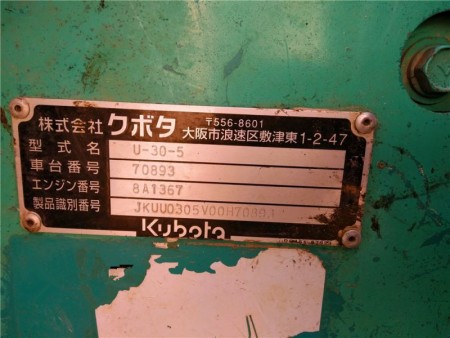 株式会社クボタ 〒556-8601
大阪市浪速区敷津東1-2-47
型式名 U-30-5
車台番号 70893
エンジン番号 8A1367
製品識別番号 JKUU0305V00H70893
Kubota